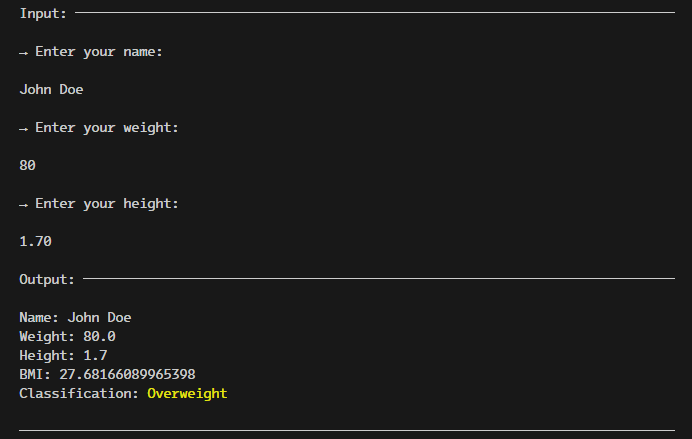 Input:
→ Enter your name:
John Doe
→ Enter your weight:
80
→ Enter your height:
1.70
Output:
Name: John Doe
Weight: 80.0
Height: 1.7
BMI: 27.68166089965398
Classification: Overweight